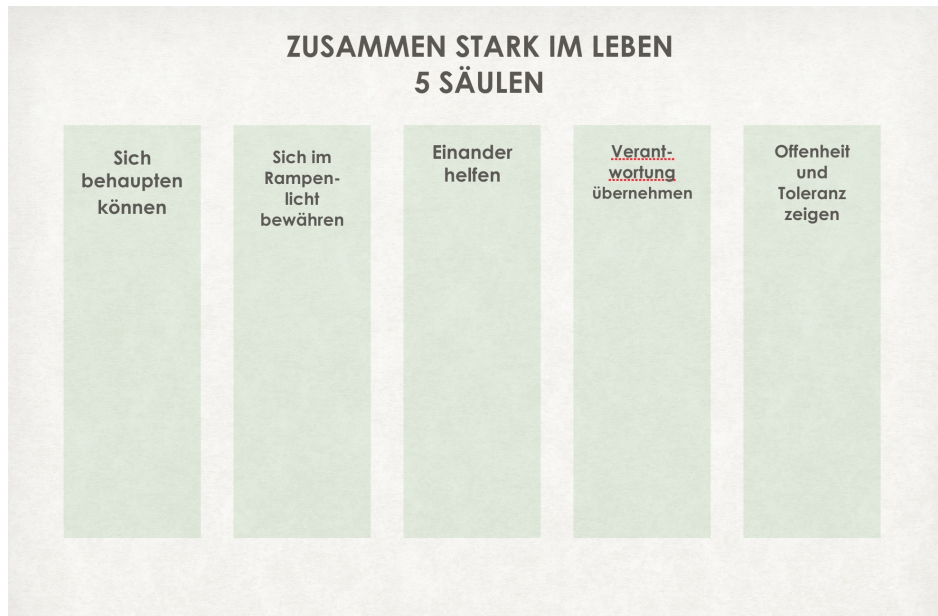 ZUSAMMEN STARK IM LEBEN
5 SÄULEN
Sich
behaupten
können
Sich im
Rampen-
licht
bewähren
Einander
helfen
Verant-
wortung
übernehmen
Offenheit
und
Toleranz
zeigen